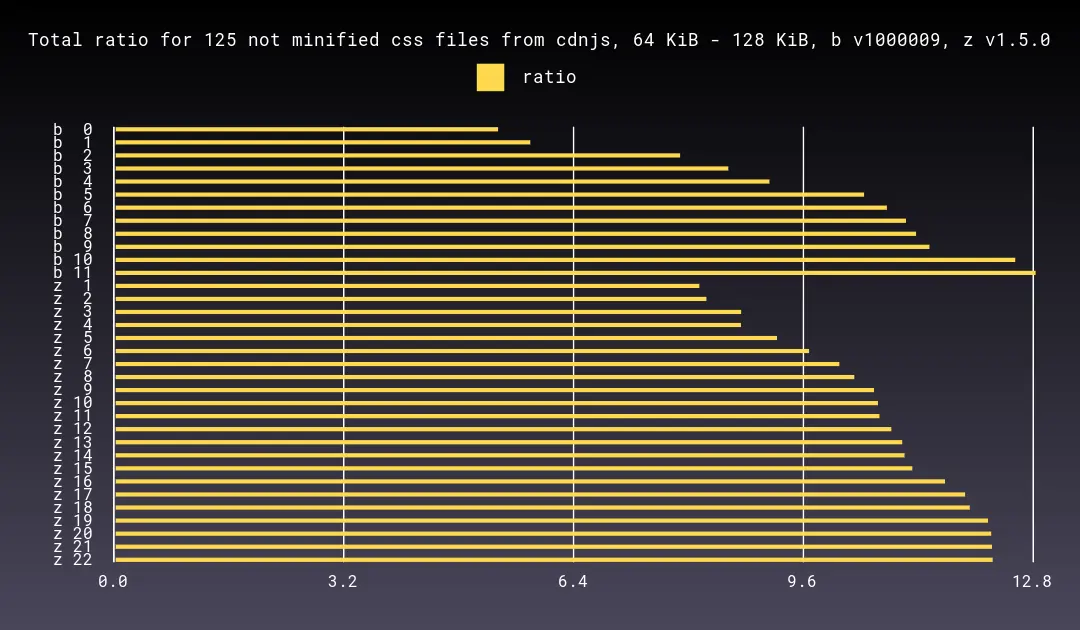 Total ratio for 125 not minified css files from cdnjs, 64 KiB - 128 KiB, b v1000009, z v1.5.0
ratio
b 0
b 1
b 2
b 3
b 4
b 5
b 6
b 7
b 8
b 9
b 10
b 11
z 1
z 2
z 3
z 4
z 5
z 6
z 7
z 8
z 9
z 10
z 11
z 12
z 13
z 14
z 15
z 16
z 17
z 18
z 19
z 20
z 21
z 22
0.0 3.2 6.4 9.6 12.8